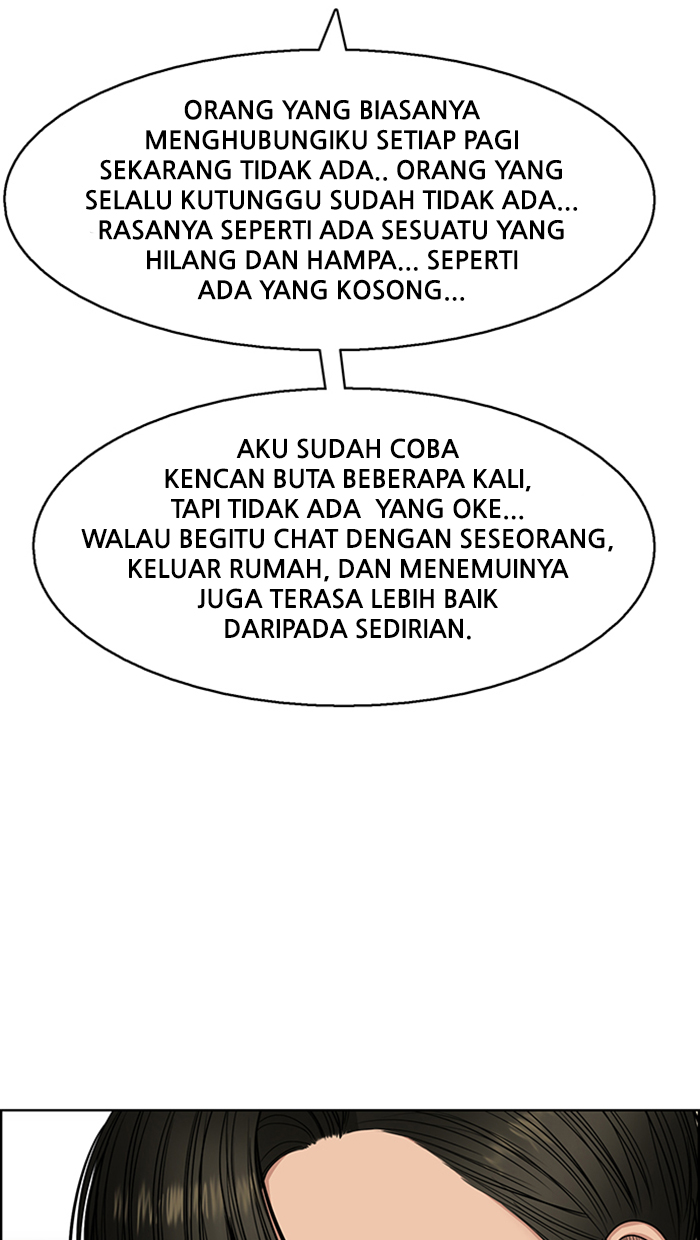 ORANG YANG BIASANYA
MENGHUBUNGIKU SETIAP PAGI
SEKARANG TIDAK ADA.. ORANG YANG
SELALU KUTUNGGU SUDAH TIDAK ADA...
RASANYA SEPERTI ADA SESUATU YANG
HILANG DAN HAMPA... SEPERTI
ADA YANG KOSONG...
AKU SUDAH COBA
KENCAN BUTA BEBERAPA KALI,
TAPI TIDAK ADA YANG OKE...
WALAU BEGITU CHAT DENGAN SESEORANG,
KELUAR RUMAH, DAN MENEMUINYA
JUGA TERASA LEBIH BAIK
DARIPADA SEDIRIAN.